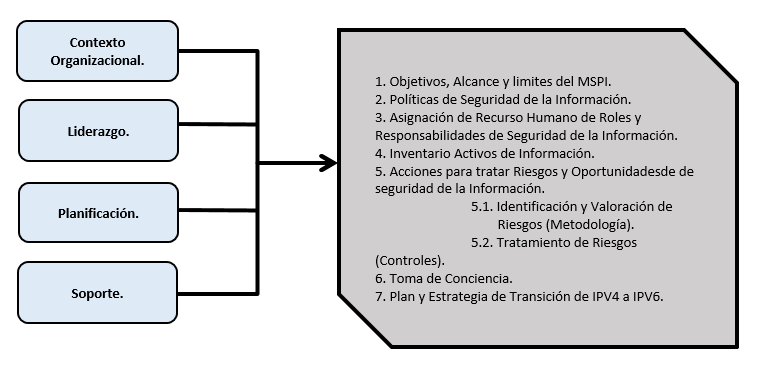 Contexto
Organizacional.
Liderazgo.
Planificación.
Soporte.
1. Objetivos, Alcance y limites del MSPI.
2. Políticas de Seguridad de la Información.
3. Asignación de Recurso Humano de Roles y
Responsabilidades de Seguridad de la Información.
4. Inventario Activos de Información.
5. Acciones para tratar Riesgos y Oportunidadesde de
seguridad de la Información.
5.1. Identificación y Valoración de
Riesgos (Metodología).
5.2. Tratamiento de Riesgos
(Controles).
6. Toma de Conciencia.
7. Plan y Estrategia de Transición de IPV4 a IPV6.